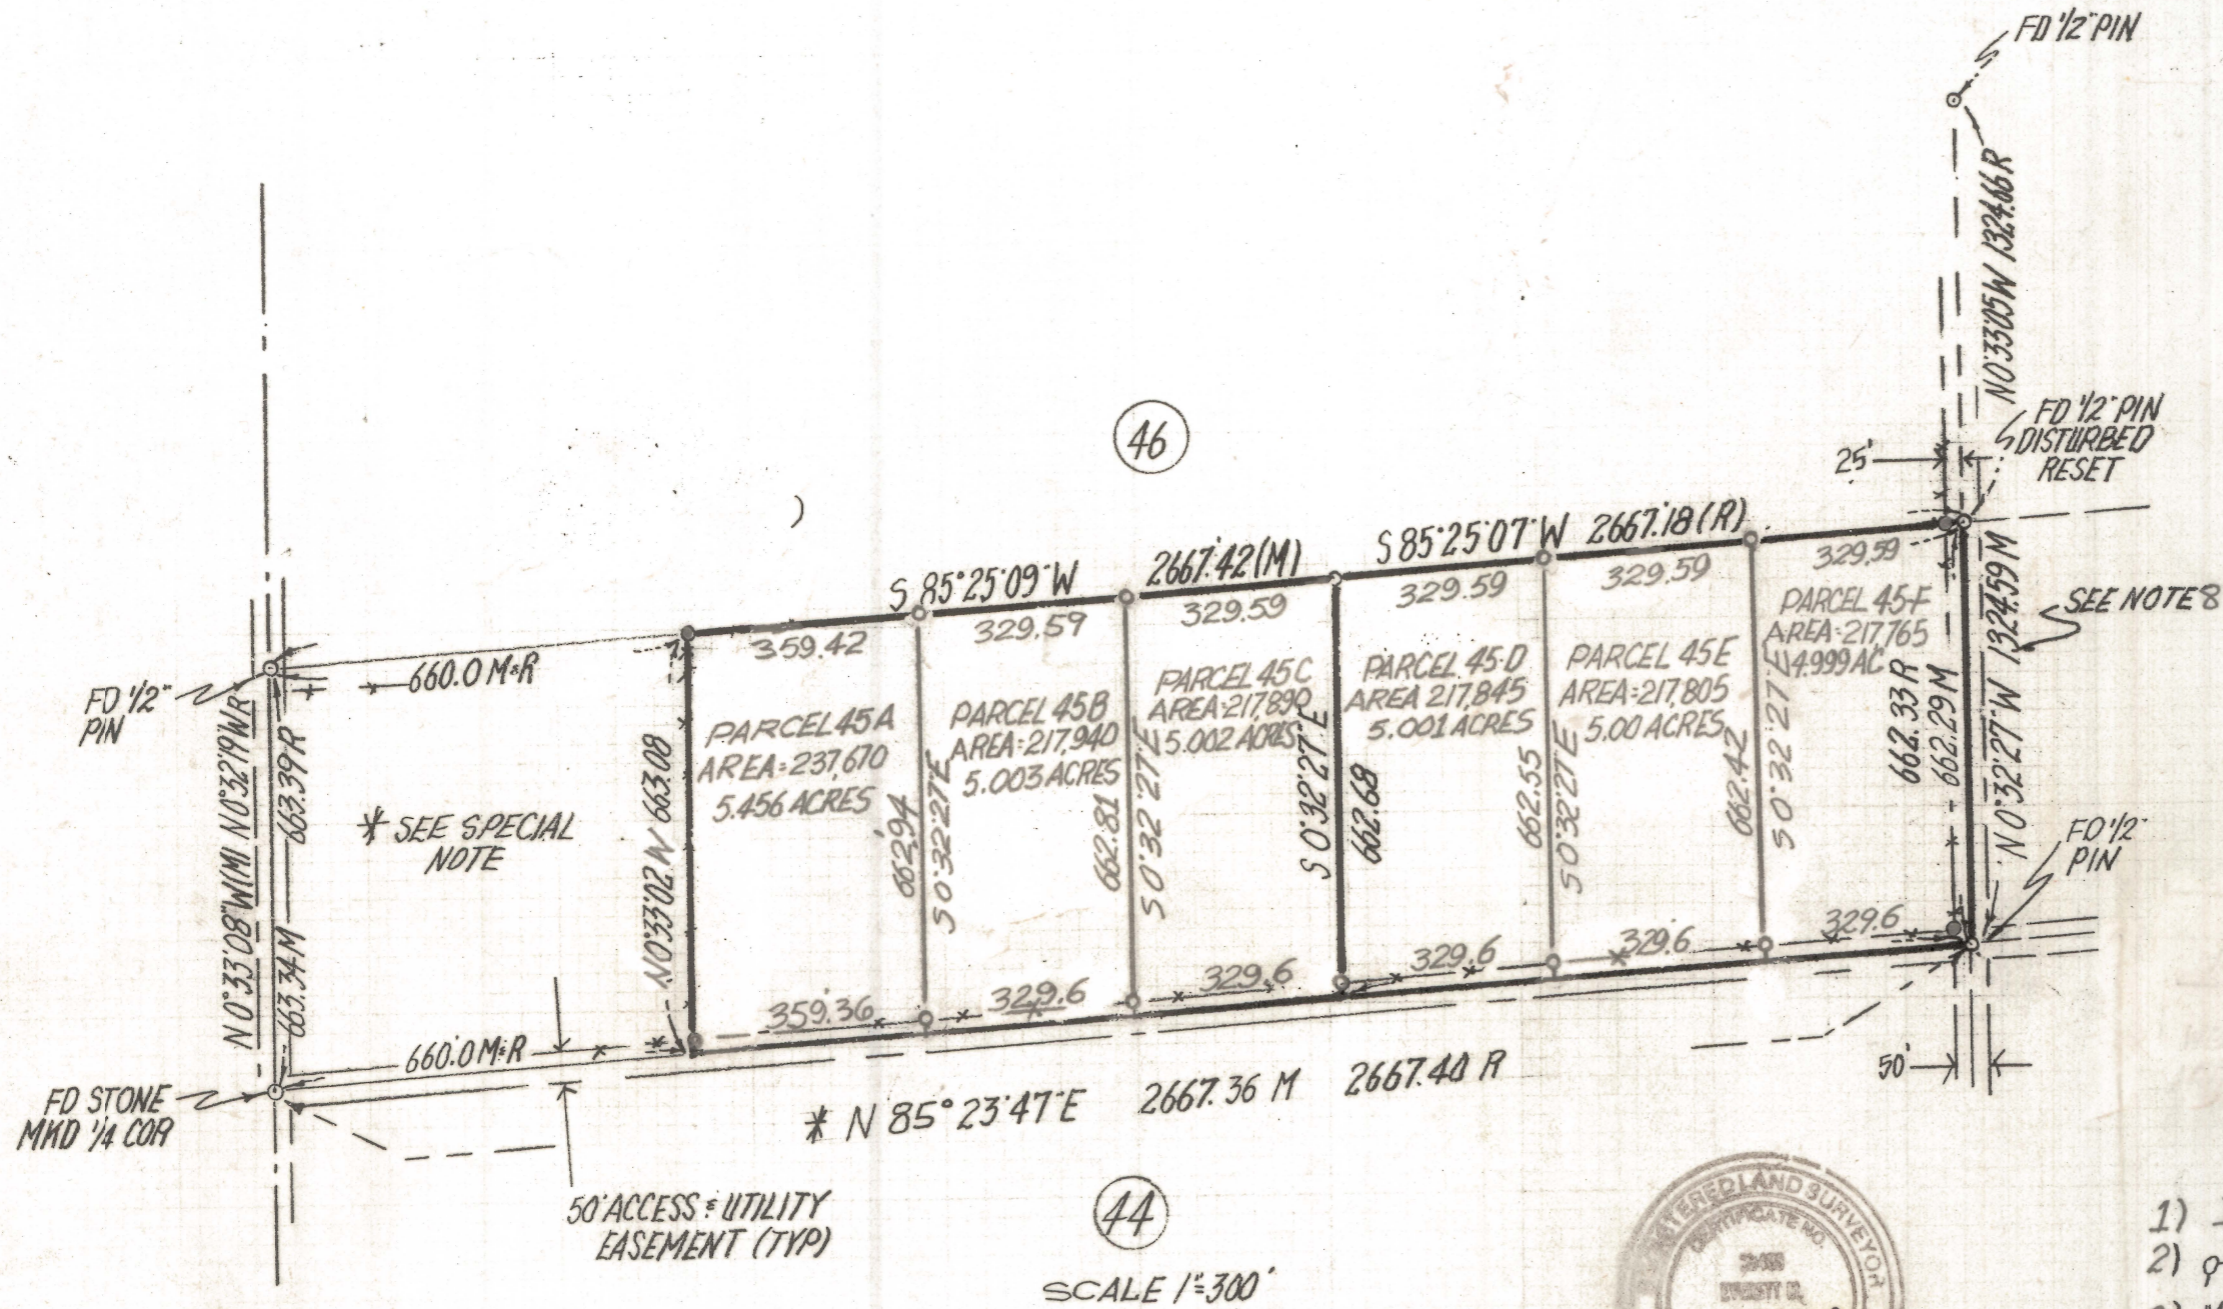 FD 1/2" PIN
N0°33'05"W 1324.66 R
46
FD 1/2" PIN
DISTURBED
RESET
25'
S 85°25'09" W
2667.42 (M)
S 85°25'07" W
2667.18 (R)
359.42
329.59
329.59
329.59
329.59
329.59
660.0 M&R
FD 1/2"
PIN
N0°33'08"W(M) N0°32'19"W R
663.39 R
663.34 M
* SEE SPECIAL
NOTE
N0°33'02 W 663.08
PARCEL 45A
AREA=237,670
5.456 ACRES
662.94
S 0°32'27"E
PARCEL 45B
AREA=217,940
5.003 ACRES
662.81
S 0°32'27"E
PARCEL 45C
AREA=217,890
5.002 ACRES
S 0°32'27"E
662.68
PARCEL 45-D
AREA 217,845
5.001 ACRES
662.55
S 0°32'27"E
PARCEL 45E
AREA=217,805
5.00 ACRES
662.42
S 0°32'27"E
PARCEL 45-F
AREA=217,765
4.999 AC
662.33 R
662.29 M
N 0°32'27"W 1324.59 M
SEE NOTE 8
FD 1/2"
PIN
359.36
329.6
329.6
329.6
329.6
329.6
660.0 M&R
FD STONE
MKD 1/4 COR
* N 85°23'47"E
2667.36 M
2667.40 R
50'
50' ACCESS & UTILITY
EASEMENT (TYP)
44
SCALE 1"=300'
LAND SURVEYOR
CERTIFICATE NO.
1)
2)